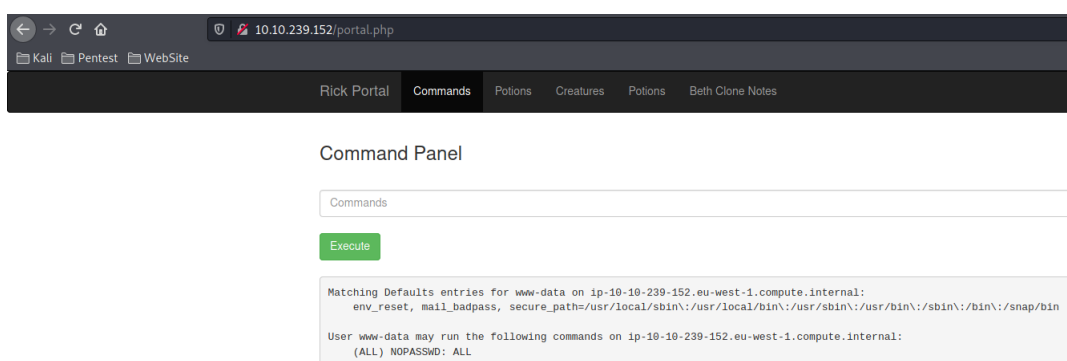 10.10.239.152/portal.php
Kali Pentest WebSite
Rick Portal Commands Potions Creatures Potions Beth Clone Notes
Command Panel
Commands
Execute
Matching Defaults entries for www-data on ip-10-10-239-152.eu-west-1.compute.internal:
env_reset, mail_badpass, secure_path=/usr/local/sbin\:/usr/local/bin\:/usr/sbin\:/usr/bin\:/sbin\:/bin\:/snap/bin
User www-data may run the following commands on ip-10-10-239-152.eu-west-1.compute.internal:
(ALL) NOPASSWD: ALL